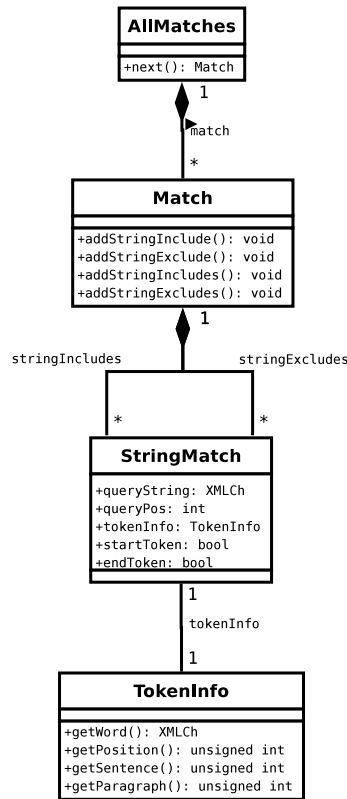 AllMatches
+next(): Match
1
match
*
Match
+addStringInclude(): void
+addStringExclude(): void
+addStringIncludes(): void
+addStringExcludes(): void
1
stringIncludes
stringExcludes
*
*
StringMatch
+queryString: XMLCh
+queryPos: int
+tokenInfo: TokenInfo
+startToken: bool
+endToken: bool
1
tokenInfo
1
TokenInfo
+getWord(): XMLCh
+getPosition(): unsigned int
+getSentence(): unsigned int
+getParagraph(): unsigned int